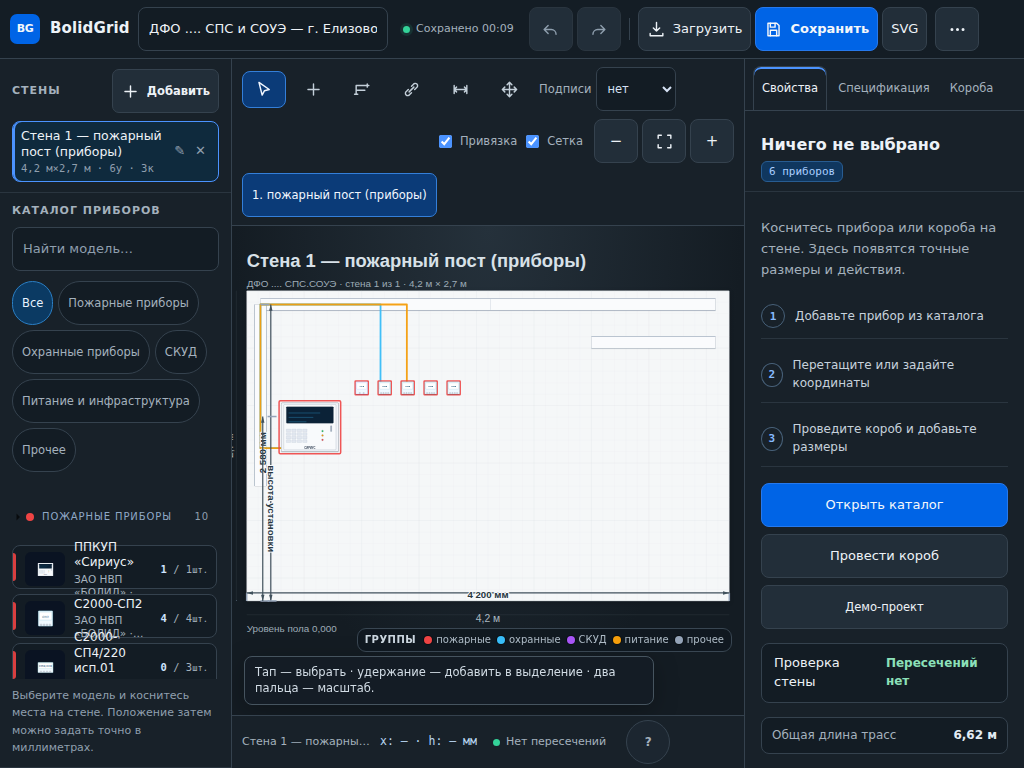 BG BolidGrid ДФО .... СПС и СОУЭ — г. Елизово Сохранено 00:09 Загрузить Сохранить SVG
СТЕНЫ
Добавить
Стена 1 — пожарный
пост (приборы)
4,2 м×2,7 м · 6у · 3к
КАТАЛОГ ПРИБОРОВ
Найти модель…
Все
Пожарные приборы
Охранные приборы
СКУД
Питание и инфраструктура
Прочее
ПОЖАРНЫЕ ПРИБОРЫ 10
ППКУП
«Сириус»
ЗАО НВП
1 / 1шт.
С2000-СП2
ЗАО НВП
«БОЛИД» ·…
4 / 4шт.
С2000-
СП4/220
исп.01
0 / 3шт.
Выберите модель и коснитесь
места на стене. Положение затем
можно задать точно в
миллиметрах.
Подписи нет
Привязка Сетка
1. пожарный пост (приборы)
Стена 1 — пожарный пост (приборы)
ДФО .... СПС.СОУЭ · стена 1 из 1 · 4,2 м × 2,7 м
2 580 мм
высота установки
4 200 мм
4,2 м
Уровень пола 0,000
ГРУППЫ пожарные охранные СКУД питание прочее
Тап — выбрать · удержание — добавить в выделение · два
пальца — масштаб.
Стена 1 — пожарны… x: — · h: — мм Нет пересечений ?
Свойства Спецификация Короба
Ничего не выбрано
6 приборов
Коснитесь прибора или короба на
стене. Здесь появятся точные
размеры и действия.
1 Добавьте прибор из каталога
2 Перетащите или задайте
координаты
3 Проведите короб и добавьте
размеры
Открыть каталог
Провести короб
Демо-проект
Проверка
стены
Пересечений
нет
Общая длина трасс 6,62 м